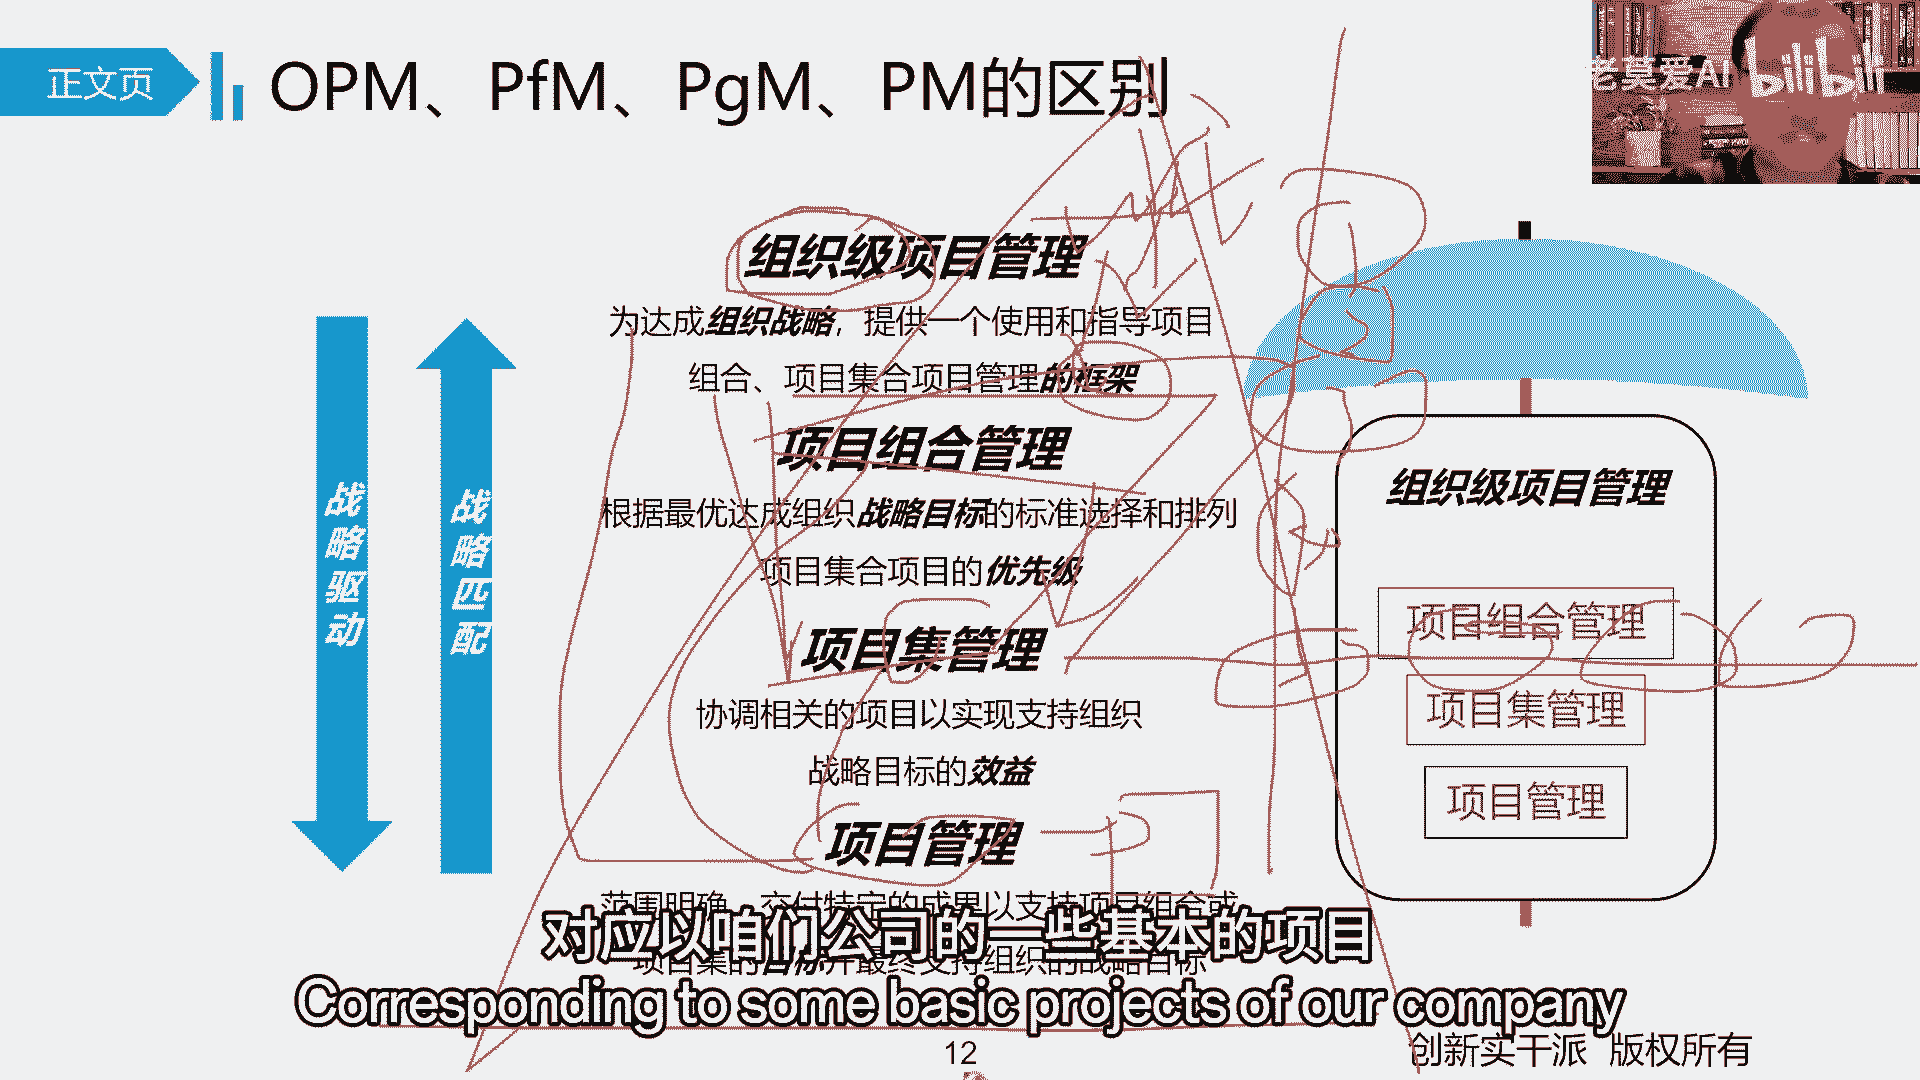 正文页
OPM、PfM、PgM、PM的区别
老莫爱AI
bilibili
组织级项目管理
为达成组织战略，提供一个使用和指导项目
组合、项目集合项目管理的框架
项目组合管理
根据最优达成组织战略目标的标准选择和排列
项目集合项目的优先级
项目集管理
协调相关的项目以实现支持组织
战略目标的效益
项目管理
范围明确，交付特定的成果以支持项目组合或
项目集的目标并最终支持组织的战略目标
战略驱动
战略匹配
组织级项目管理
项目组合管理
项目集管理
项目管理
对应以咱们公司的一些基本的项目
Corresponding to some basic projects of our company
12
创新实干派 版权所有